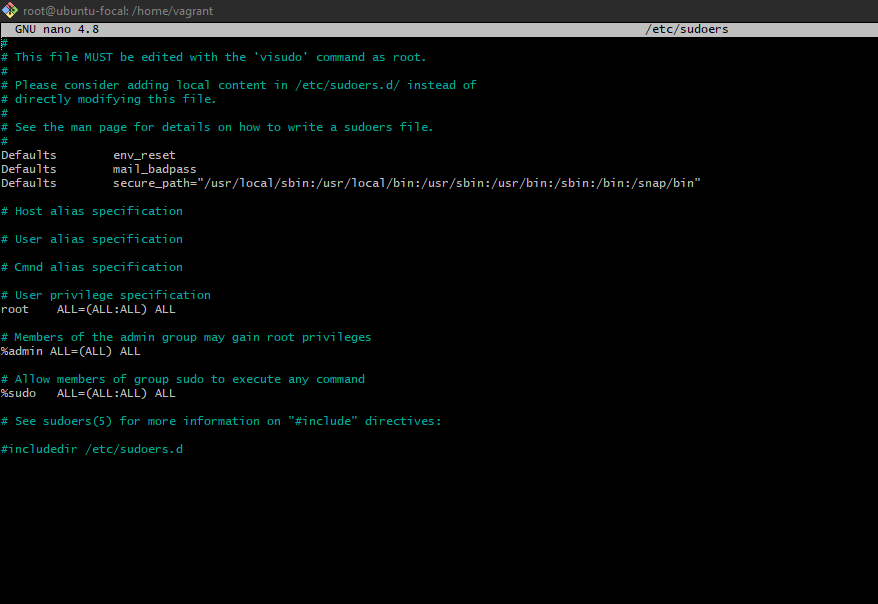 root@ubuntu-focal: /home/vagrant
GNU nano 4.8 /etc/sudoers
#
# This file MUST be edited with the 'visudo' command as root.
#
# Please consider adding local content in /etc/sudoers.d/ instead of
# directly modifying this file.
#
# See the man page for details on how to write a sudoers file.
#
Defaults        env_reset
Defaults        mail_badpass
Defaults        secure_path="/usr/local/sbin:/usr/local/bin:/usr/sbin:/usr/bin:/sbin:/bin:/snap/bin"
# Host alias specification
# User alias specification
# Cmnd alias specification
# User privilege specification
root    ALL=(ALL:ALL) ALL
# Members of the admin group may gain root privileges
%admin ALL=(ALL) ALL
# Allow members of group sudo to execute any command
%sudo   ALL=(ALL:ALL) ALL
# See sudoers(5) for more information on "#include" directives:
#includedir /etc/sudoers.d